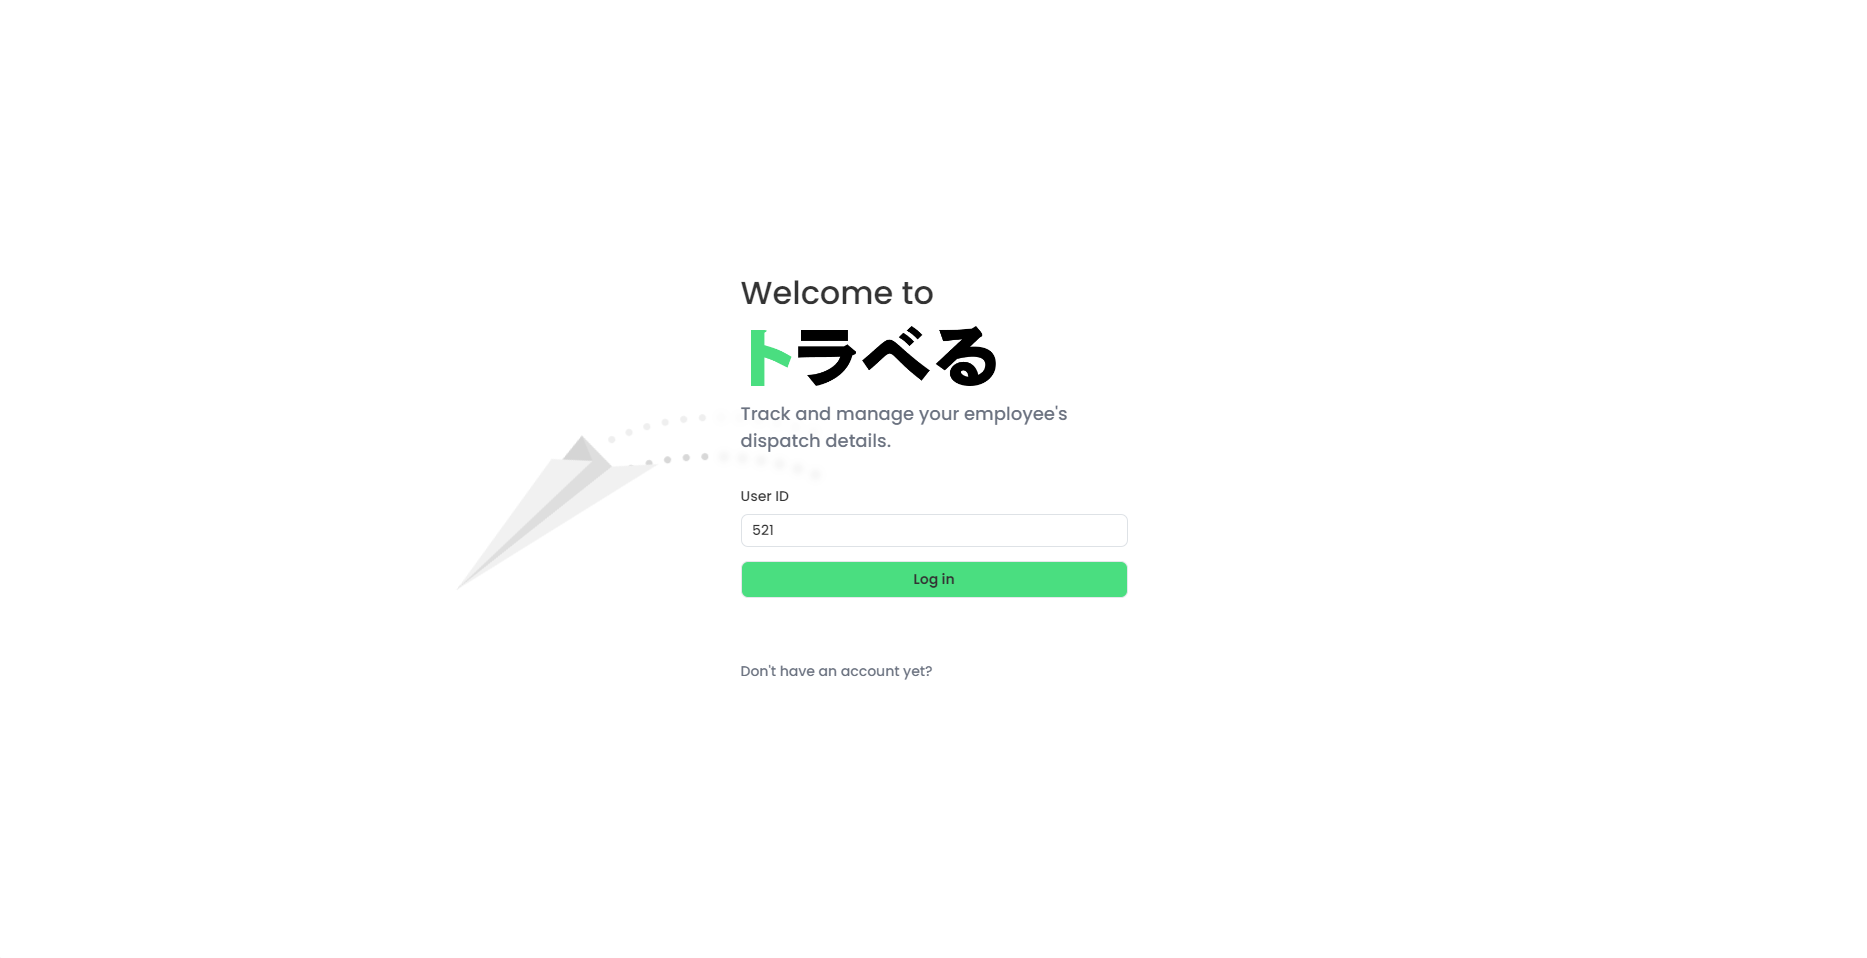 Welcome to
トラベる
Track and manage your employee's
dispatch details.
User ID
521
Log in
Don't have an account yet?